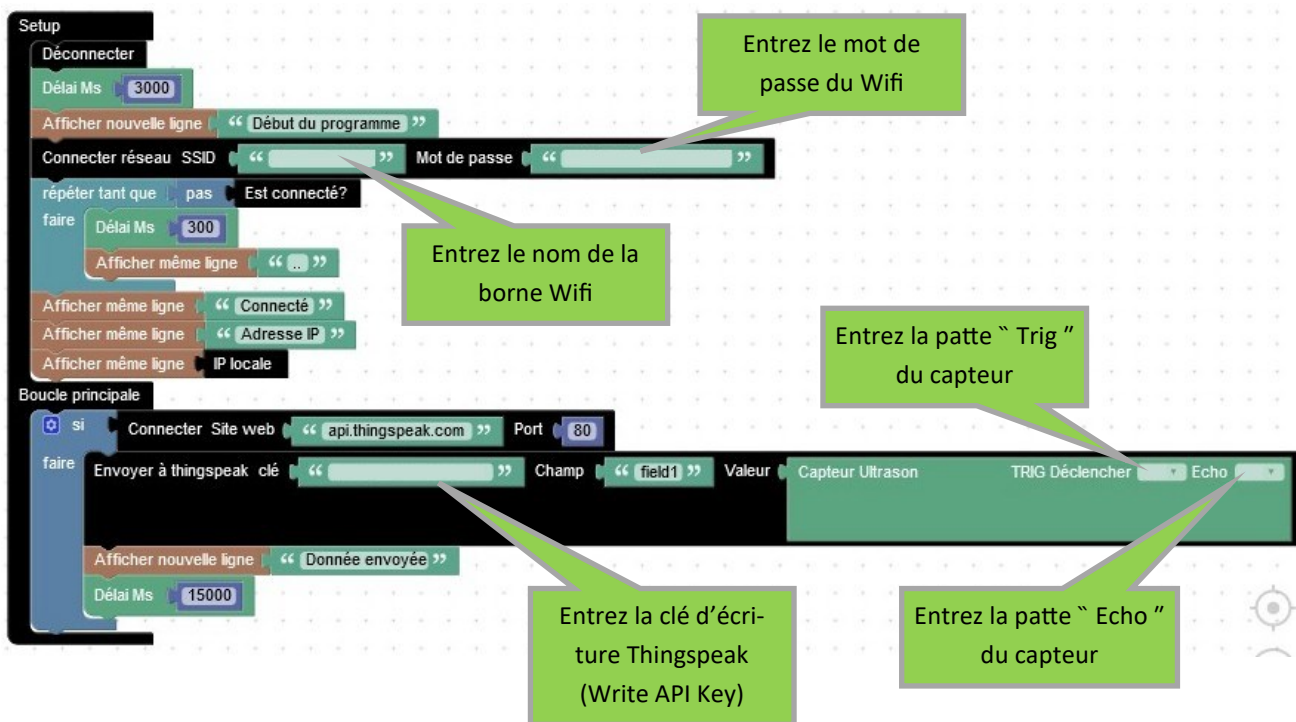 Setup
Déconnecter
Délai Ms 3000
Afficher nouvelle ligne “ Début du programme ”
Connecter réseau SSID “ ” Mot de passe “ ”
répéter tant que pas Est connecté?
faire
Délai Ms 300
Afficher même ligne “ .. ”
Afficher même ligne “ Connecté ”
Afficher même ligne “ Adresse IP ”
Afficher même ligne IP locale
Boucle principale
si Connecter Site web “ api.thingspeak.com ” Port 80
faire
Envoyer à thingspeak clé “ ” Champ “ field1 ” Valeur Capteur Ultrason TRIG Déclencher Echo
Afficher nouvelle ligne “ Donnée envoyée ”
Délai Ms 15000
Entrez le mot de
passe du Wifi
Entrez le nom de la
borne Wifi
Entrez la patte ‶ Trig ″
du capteur
Entrez la clé d’écri-
ture Thingspeak
(Write API Key)
Entrez la patte ‶ Echo ″
du capteur